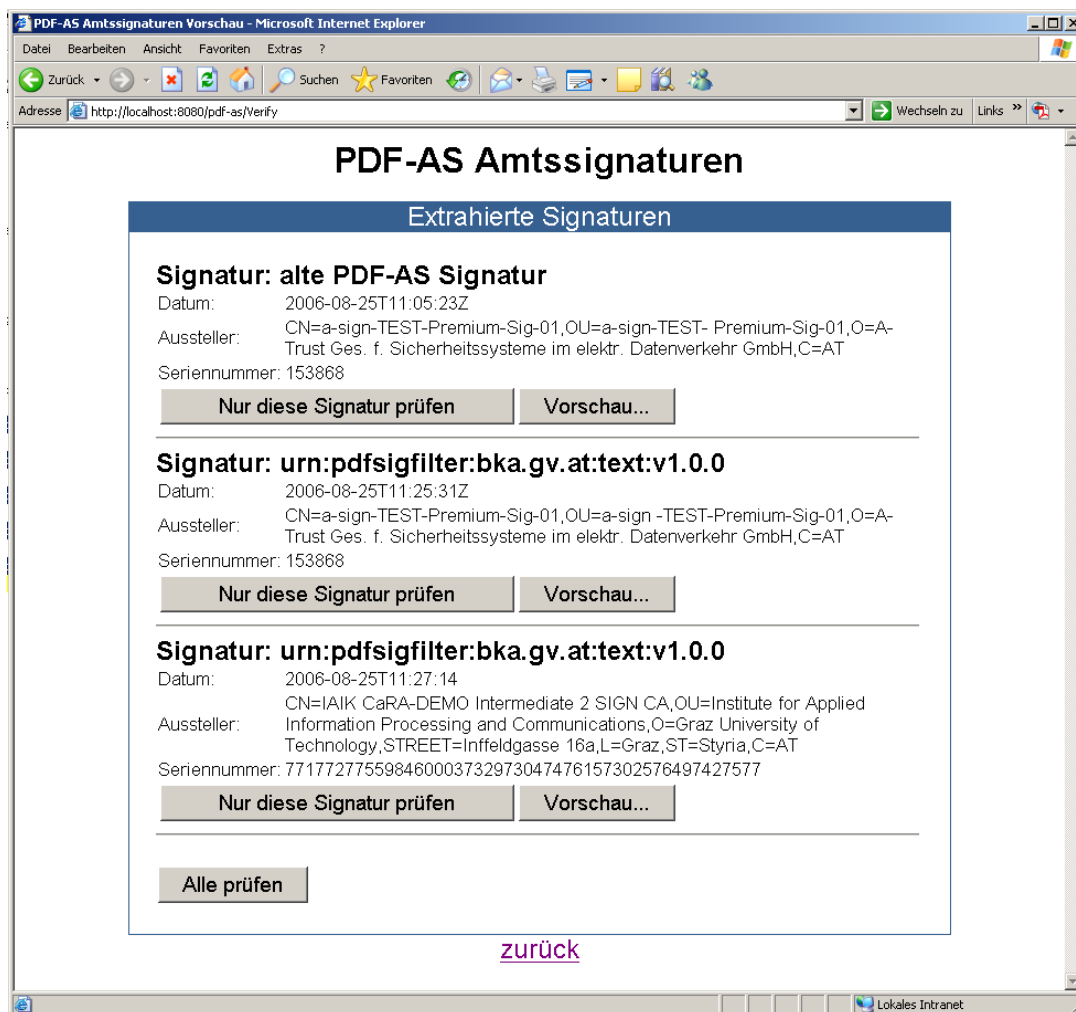 PDF-AS Amtssignaturen Vorschau - Microsoft Internet Explorer
Datei Bearbeiten Ansicht Favoriten Extras ?
Zurück Suchen Favoriten
Adresse http://localhost:8080/pdf-as/Verify Wechseln zu Links »
PDF-AS Amtssignaturen
Extrahierte Signaturen
Signatur: alte PDF-AS Signatur
Datum: 2006-08-25T11:05:23Z
Aussteller: CN=a-sign-TEST-Premium-Sig-01,OU=a-sign-TEST- Premium-Sig-01,O=A-
Trust Ges. f. Sicherheitssysteme im elektr. Datenverkehr GmbH,C=AT
Seriennummer: 153868
Nur diese Signatur prüfen Vorschau...
Signatur: urn:pdfsigfilter:bka.gv.at:text:v1.0.0
Datum: 2006-08-25T11:25:31Z
Aussteller: CN=a-sign-TEST-Premium-Sig-01,OU=a-sign -TEST-Premium-Sig-01,O=A-
Trust Ges. f. Sicherheitssysteme im elektr. Datenverkehr GmbH,C=AT
Seriennummer: 153868
Nur diese Signatur prüfen Vorschau...
Signatur: urn:pdfsigfilter:bka.gv.at:text:v1.0.0
Datum: 2006-08-25T11:27:14
CN=IAIK CaRA-DEMO Intermediate 2 SIGN CA,OU=Institute for Applied
Aussteller: Information Processing and Communications,O=Graz University of
Technology,STREET=Inffeldgasse 16a,L=Graz,ST=Styria,C=AT
Seriennummer: 771772775598460003732973047476157302576497427577
Nur diese Signatur prüfen Vorschau...
Alle prüfen
zurück
Lokales Intranet